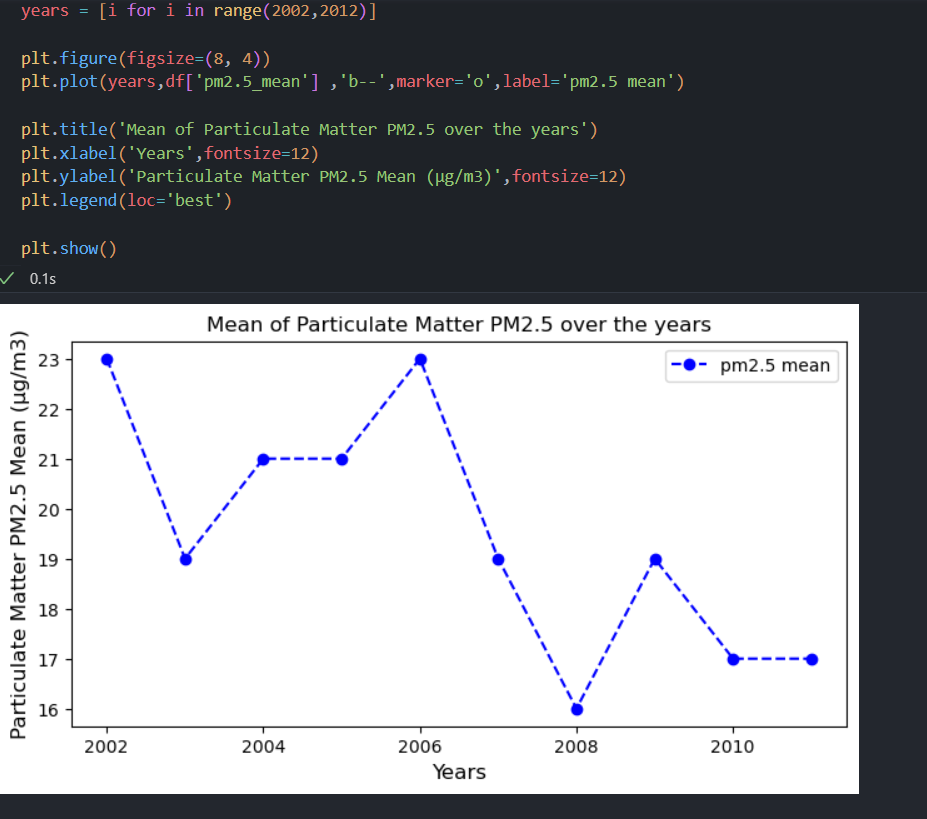 years = [i for i in range(2002,2012)]
plt.figure(figsize=(8, 4))
plt.plot(years,df['pm2.5_mean'] ,'b--',marker='o',label='pm2.5 mean')
plt.title('Mean of Particulate Matter PM2.5 over the years')
plt.xlabel('Years',fontsize=12)
plt.ylabel('Particulate Matter PM2.5 Mean (µg/m3)',fontsize=12)
plt.legend(loc='best')
plt.show()
0.1s
Mean of Particulate Matter PM2.5 over the years
pm2.5 mean
Particulate Matter PM2.5 Mean (µg/m3)
23
22
21
20
19
18
17
16
2002 2004 2006 2008 2010
Years